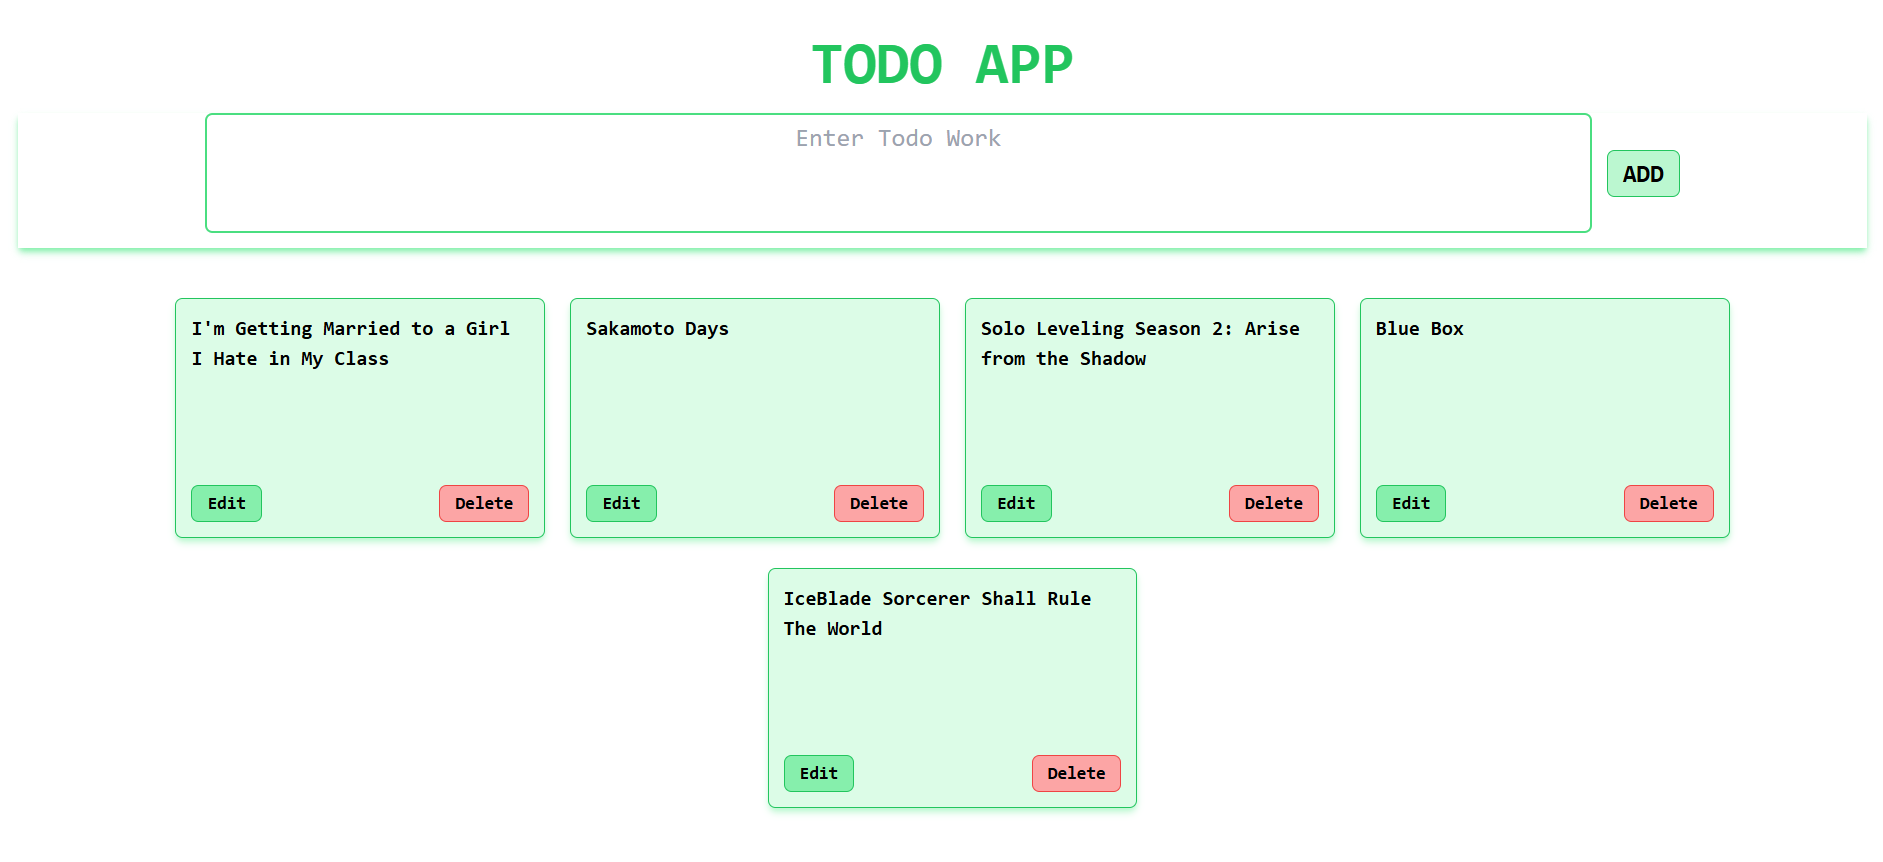 TODO APP
Enter Todo Work
ADD
I'm Getting Married to a Girl
I Hate in My Class
Edit
Delete
Sakamoto Days
Edit
Delete
Solo Leveling Season 2: Arise
from the Shadow
Edit
Delete
Blue Box
Edit
Delete
IceBlade Sorcerer Shall Rule
The World
Edit
Delete